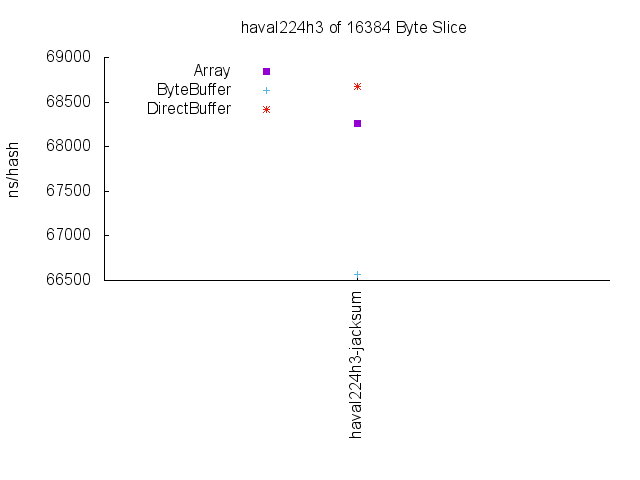 haval224h3 of 16384 Byte Slice
69000
68500
68000
67500
67000
66500
ns/hash
Array
ByteBuffer
DirectBuffer
haval224h3-jacksum